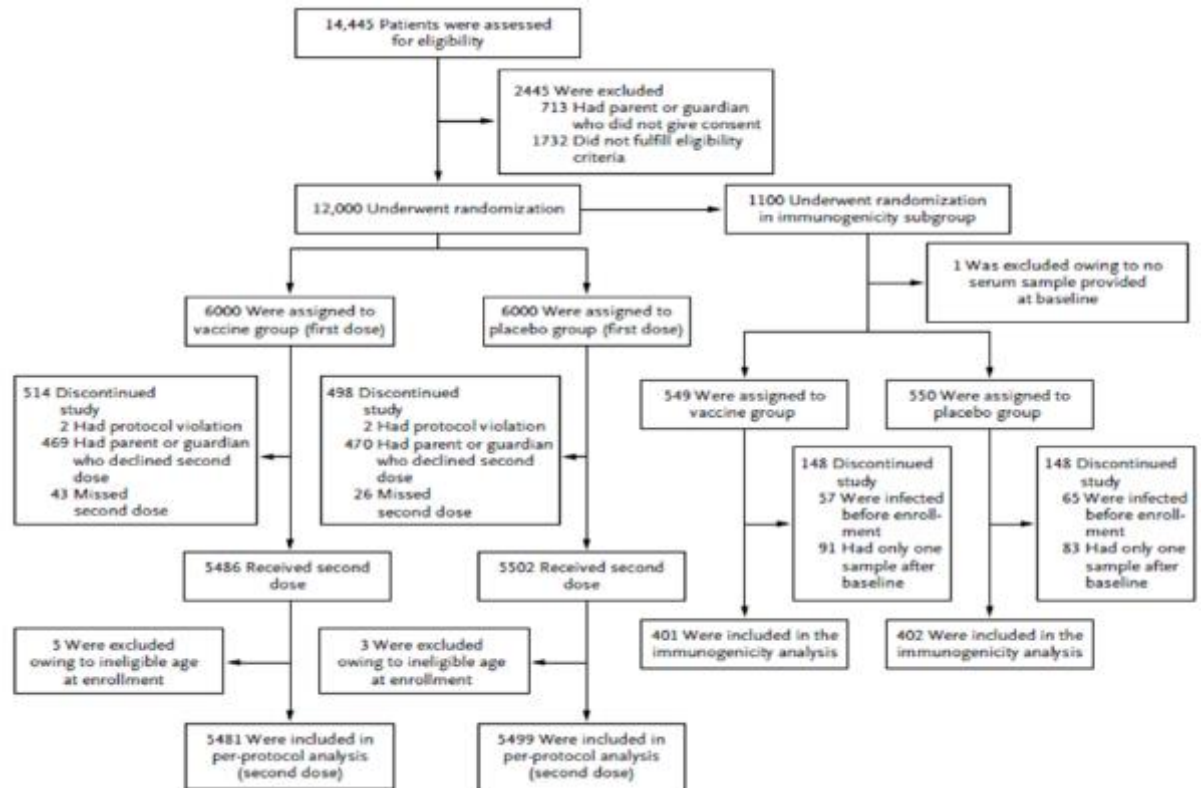 14,445 Patients were assessed
for eligibility
2445 Were excluded
713 Had parent or guardian
who did not give consent
1732 Did not fulfill eligibility
criteria
12,000 Underwent randomization
1100 Underwent randomization
in immunogenicity subgroup
1 Was excluded owing to no
serum sample provided
at baseline
6000 Were assigned to
vaccine group (first dose)
6000 Were assigned to
placebo group (first dose)
514 Discontinued
study
2 Had protocol violation
469 Had parent or guardian
who declined second
dose
43 Missed
second dose
498 Discontinued
study
2 Had protocol violation
470 Had parent or guardian
who declined second
dose
26 Missed
second dose
549 Were assigned to
vaccine group
550 Were assigned to
placebo group
148 Discontinued
study
57 Were infected
before enroll-
ment
91 Had only one
sample after
baseline
148 Discontinued
study
65 Were infected
before enroll-
ment
83 Had only one
sample after
baseline
5486 Received second
dose
5502 Received second
dose
5 Were excluded
owing to ineligible age
at enrollment
3 Were excluded
owing to ineligible age
at enrollment
401 Were included in the
immunogenicity analysis
402 Were included in the
immunogenicity analysis
5481 Were included in
per-protocol analysis
(second dose)
5499 Were included in
per-protocol analysis
(second dose)